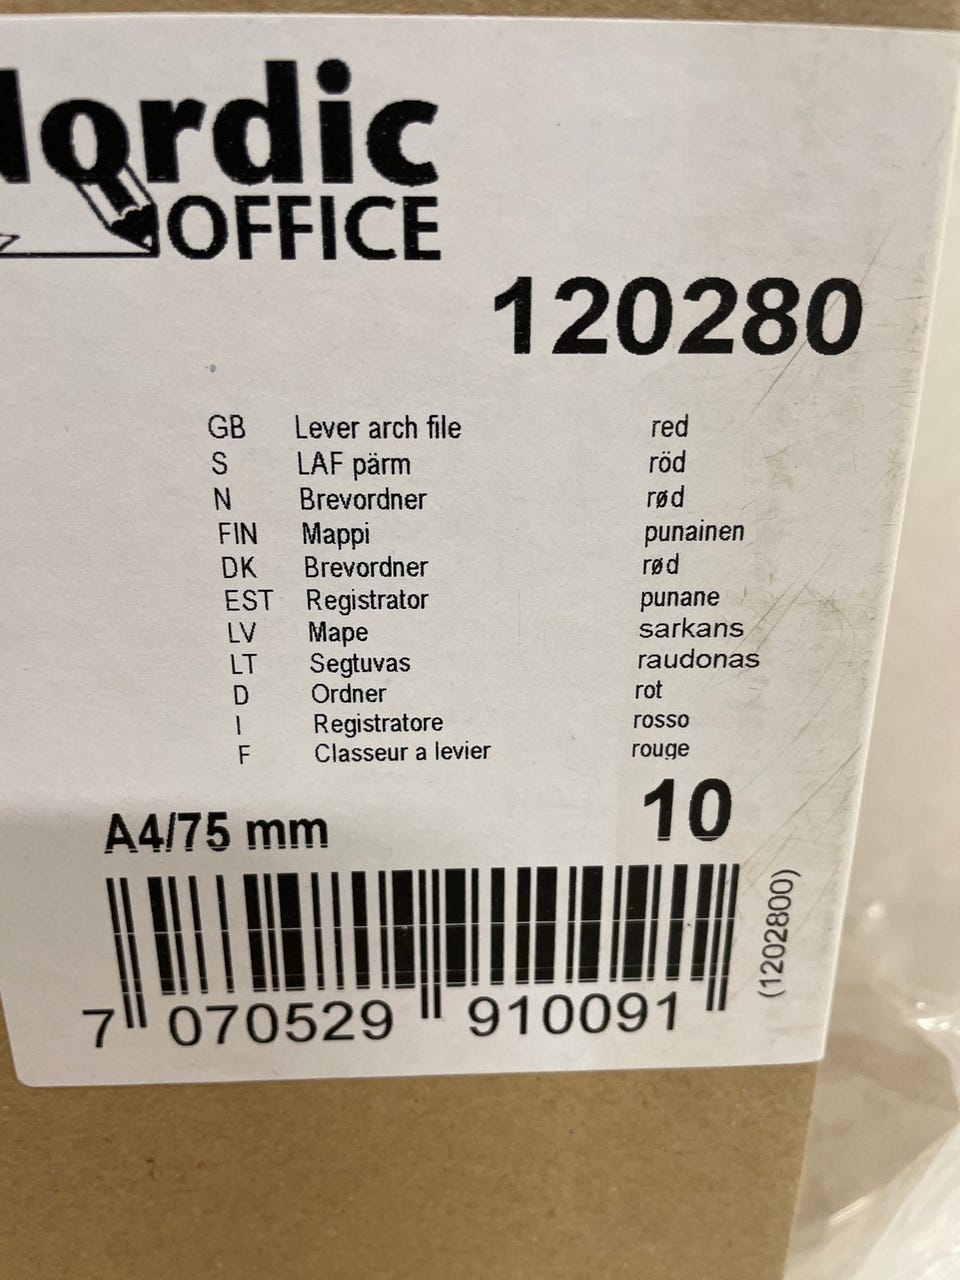 Nordic
OFFICE
120280
GB Lever arch file red
S LAF pärm röd
N Brevordner rød
FIN Mappi punainen
DK Brevordner rød
EST Registrator punane
LV Mape sarkans
LT Segtuvas raudonas
D Ordner rot
I Registratore rosso
F Classeur a levier rouge
A4/75 mm 10
7 070529 910091
(1202800)